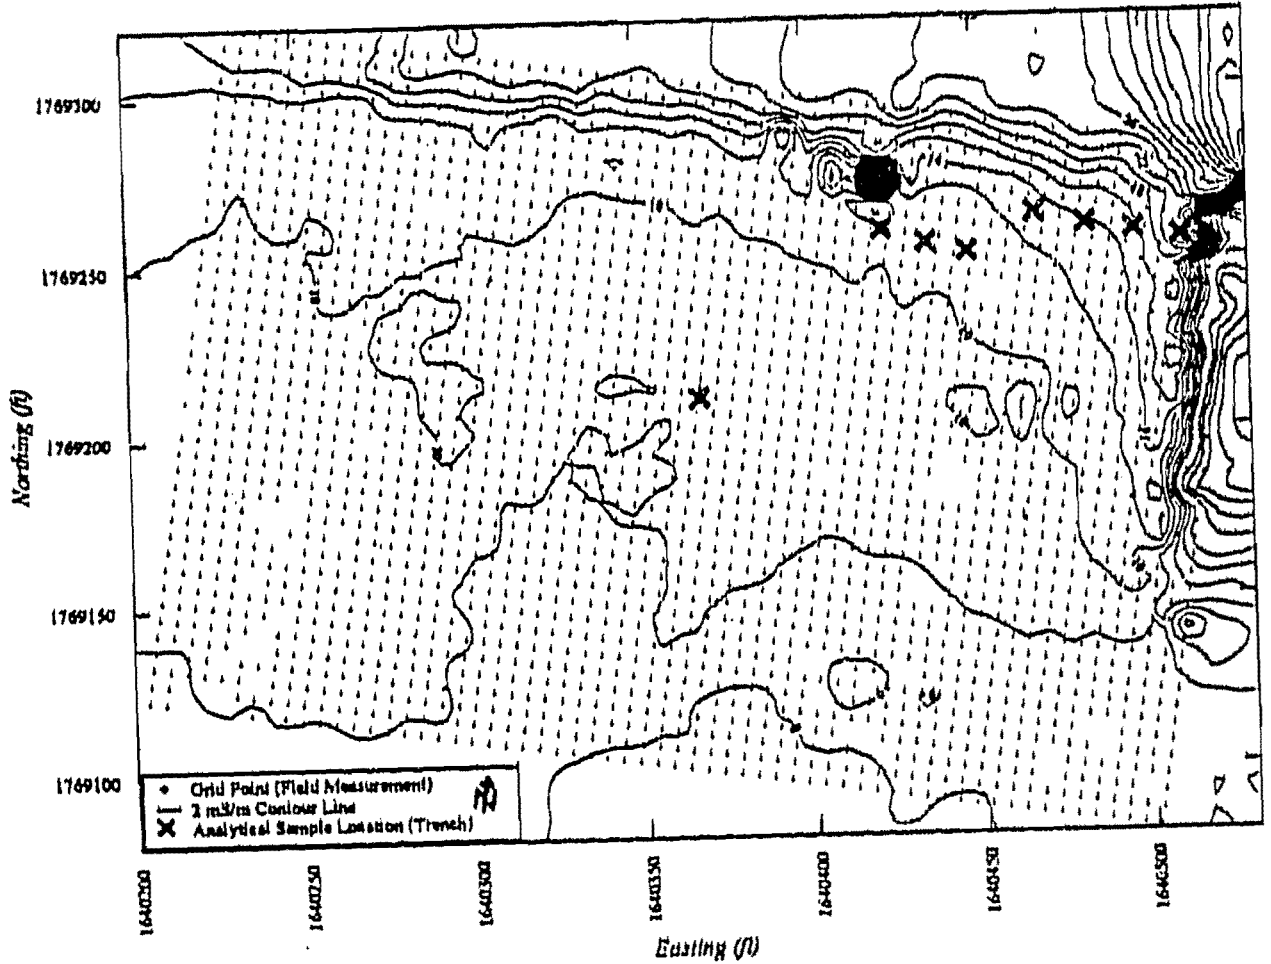 1769300
1769250
1769200
1769150
1769100
Northing (ft)
Grid Point (Field Measurement)
2 mS/m Contour Line
Analytical Sample Location (Trench)
N
10
1640200
1640250
1640300
1640350
1640400
1640450
1640500
Easting (ft)